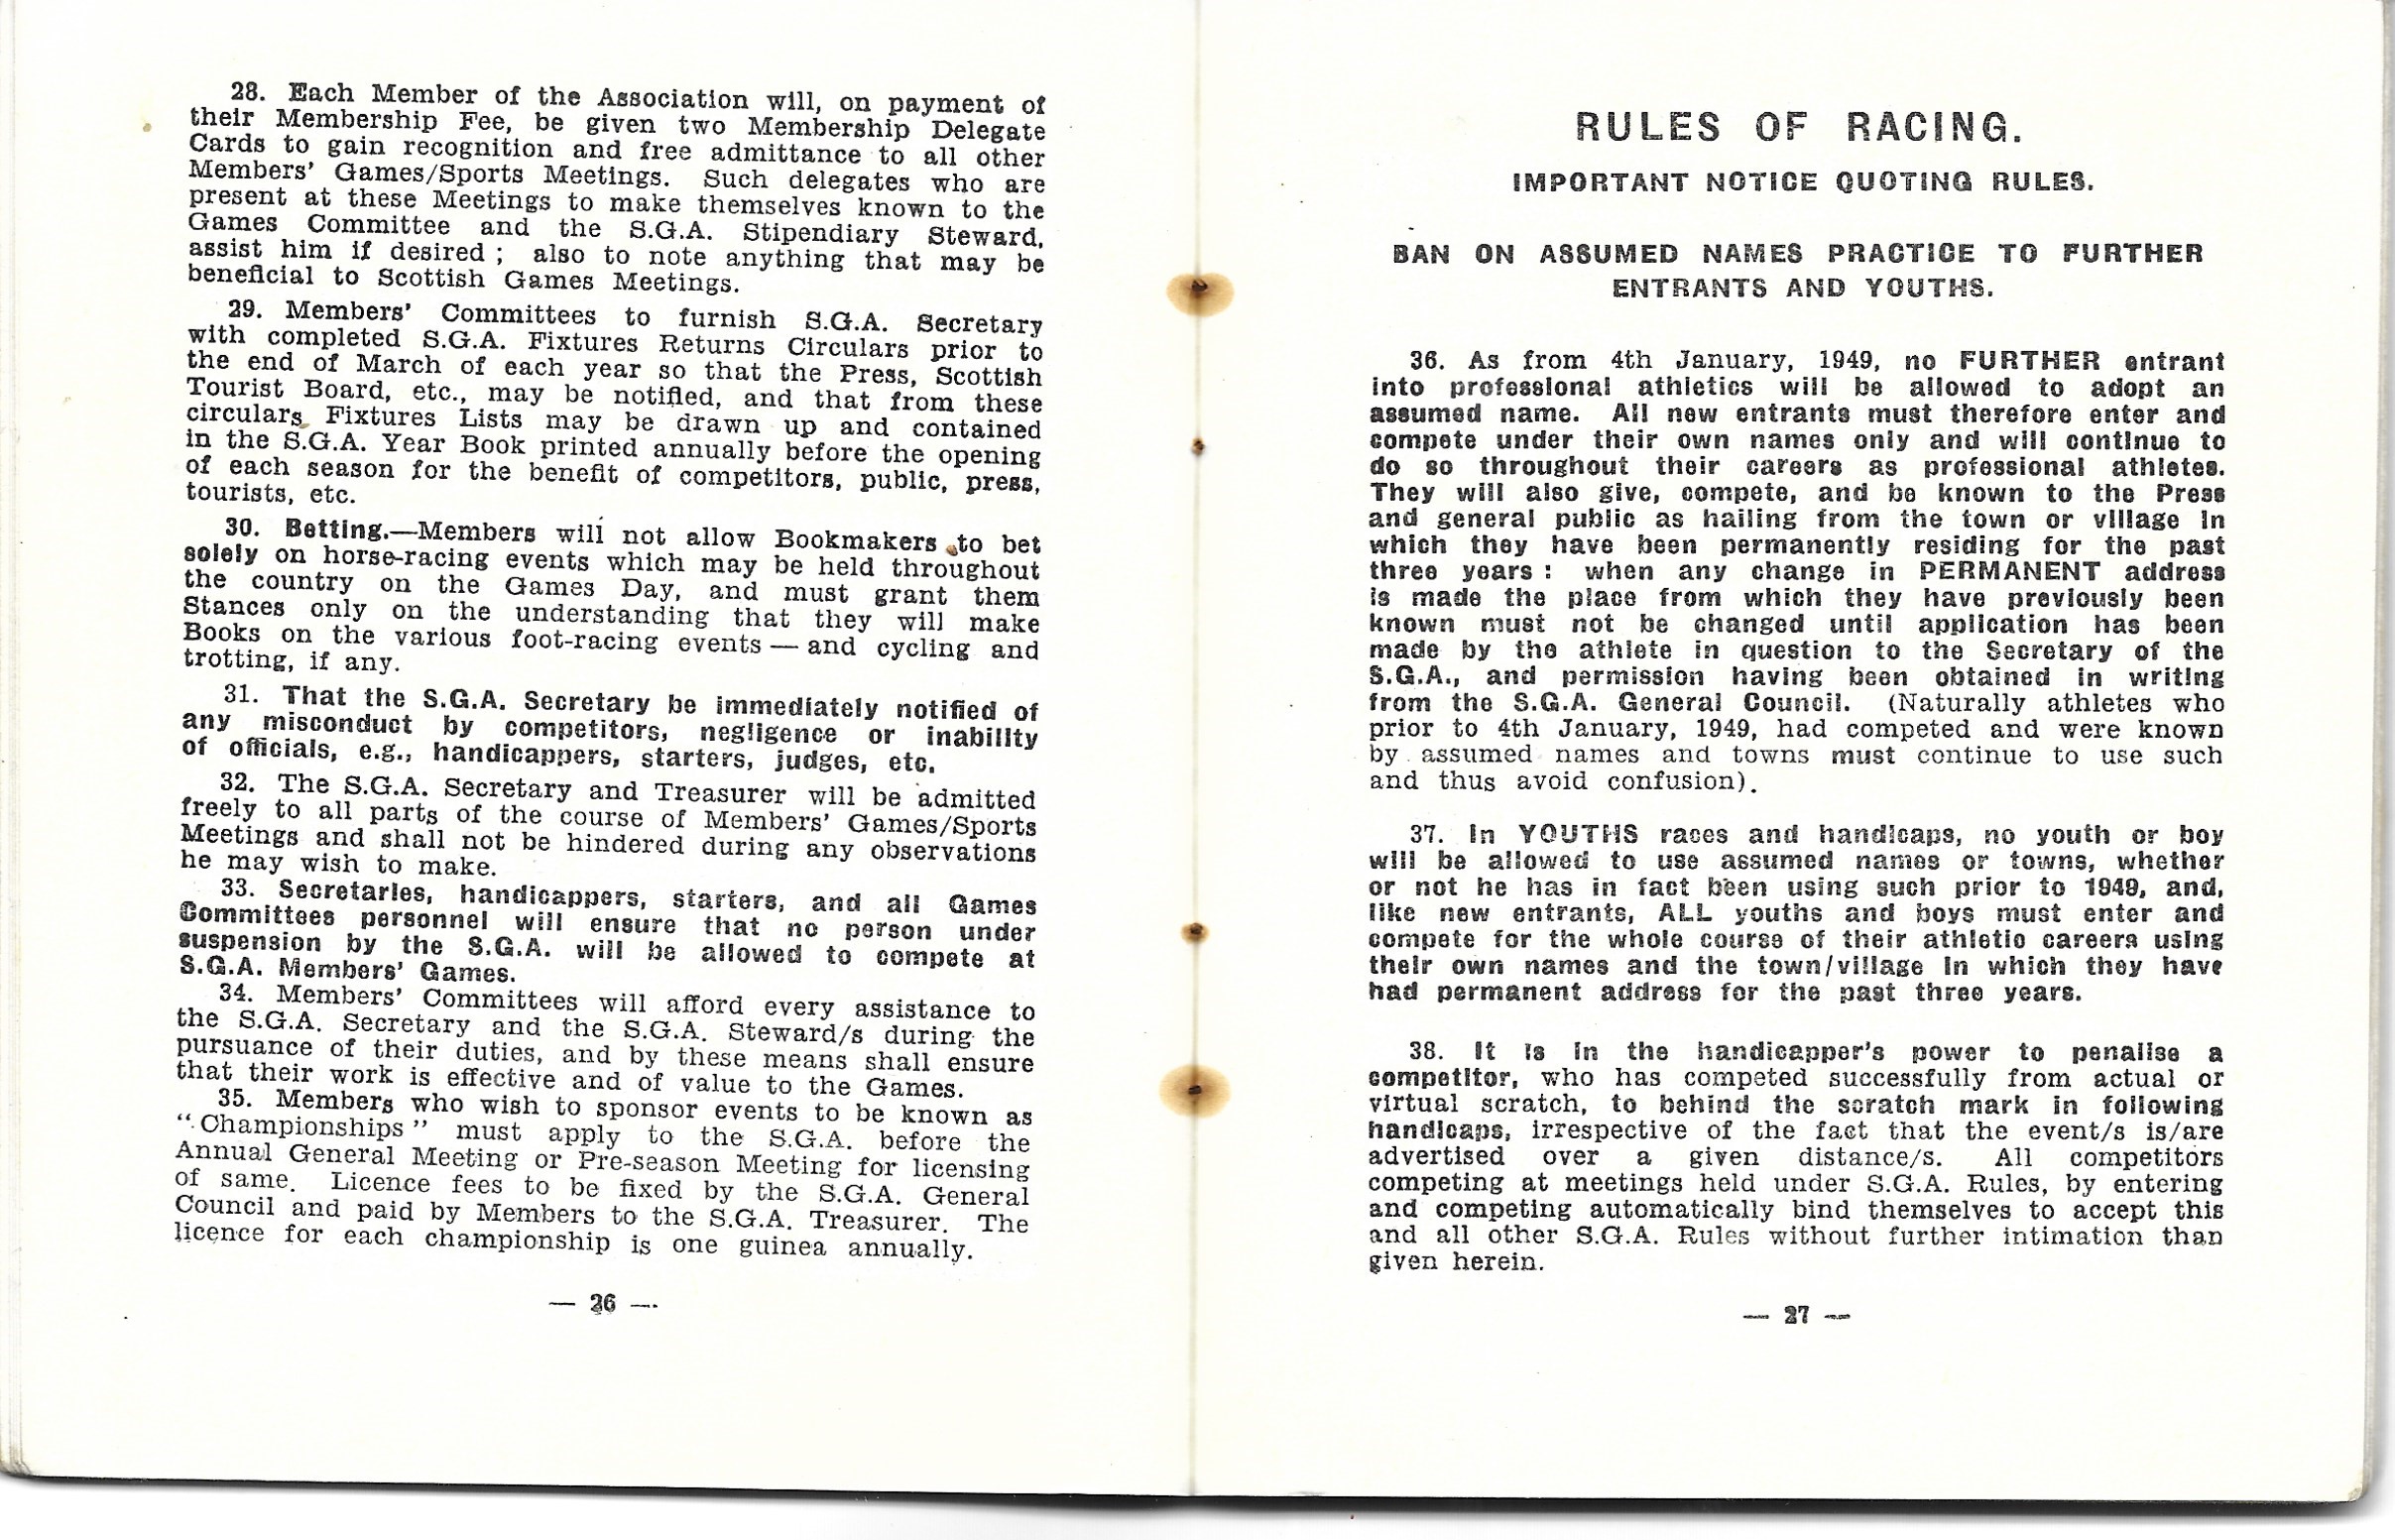 28. Each Member of the Association will, on payment of
their Membership Fee, be given two Membership Delegate
Cards to gain recognition and free admittance to all other
Members' Games/Sports Meetings. Such delegates who are
present at these Meetings to make themselves known to the
Games Committee and the S.G.A. Stipendiary Steward,
assist him if desired ; also to note anything that may be
beneficial to Scottish Games Meetings.
29. Members' Committees to furnish S.G.A. Secretary
with completed S.G.A. Fixtures Returns Circulars prior to
the end of March of each year so that the Press, Scottish
Tourist Board, etc., may be notified, and that from these
circulars Fixtures Lists may be drawn up and contained
in the S.G.A. Year Book printed annually before the opening
of each season for the benefit of competitors, public, press,
tourists, etc.
30. Betting.—Members will not allow Bookmakers to bet
solely on horse-racing events which may be held throughout
the country on the Games Day, and must grant them
Stances only on the understanding that they will make
Books on the various foot-racing events — and cycling and
trotting, if any.
31. That the S.G.A. Secretary be immediately notified of
any misconduct by competitors, negligence or inability
of officials, e.g., handicappers, starters, judges, etc.
32. The S.G.A. Secretary and Treasurer will be admitted
freely to all parts of the course of Members' Games/Sports
Meetings and shall not be hindered during any observations
he may wish to make.
33. Secretaries, handicappers, starters, and all Games
Committees personnel will ensure that no person under
suspension by the S.G.A. will be allowed to compete at
S.G.A. Members' Games.
34. Members' Committees will afford every assistance to
the S.G.A. Secretary and the S.G.A. Steward/s during the
pursuance of their duties, and by these means shall ensure
that their work is effective and of value to the Games.
35. Members who wish to sponsor events to be known as
"Championships" must apply to the S.G.A. before the
Annual General Meeting or Pre-season Meeting for licensing
of same. Licence fees to be fixed by the S.G.A. General
Council and paid by Members to the S.G.A. Treasurer. The
licence for each championship is one guinea annually.
— 26 —
RULES OF RACING.
IMPORTANT NOTICE QUOTING RULES.
BAN ON ASSUMED NAMES PRACTICE TO FURTHER
ENTRANTS AND YOUTHS.
36. As from 4th January, 1949, no FURTHER entrant
into professional athletics will be allowed to adopt an
assumed name. All new entrants must therefore enter and
compete under their own names only and will continue to
do so throughout their careers as professional athletes.
They will also give, compete, and be known to the Press
and general public as hailing from the town or village in
which they have been permanently residing for the past
three years : when any change in PERMANENT address
is made the place from which they have previously been
known must not be changed until application has been
made by the athlete in question to the Secretary of the
S.G.A., and permission having been obtained in writing
from the S.G.A. General Council. (Naturally athletes who
prior to 4th January, 1949, had competed and were known
by assumed names and towns must continue to use such
and thus avoid confusion).
37. In YOUTHS races and handicaps, no youth or boy
will be allowed to use assumed names or towns, whether
or not he has in fact been using such prior to 1949, and,
like new entrants, ALL youths and boys must enter and
compete for the whole course of their athletic careers using
their own names and the town/village in which they have
had permanent address for the past three years.
38. It is in the handicapper's power to penalise a
competitor, who has competed successfully from actual or
virtual scratch, to behind the scratch mark in following
handicaps, irrespective of the fact that the event/s is/are
advertised over a given distance/s. All competitors
competing at meetings held under S.G.A. Rules, by entering
and competing automatically bind themselves to accept this
and all other S.G.A. Rules without further intimation than
given herein.
— 27 —